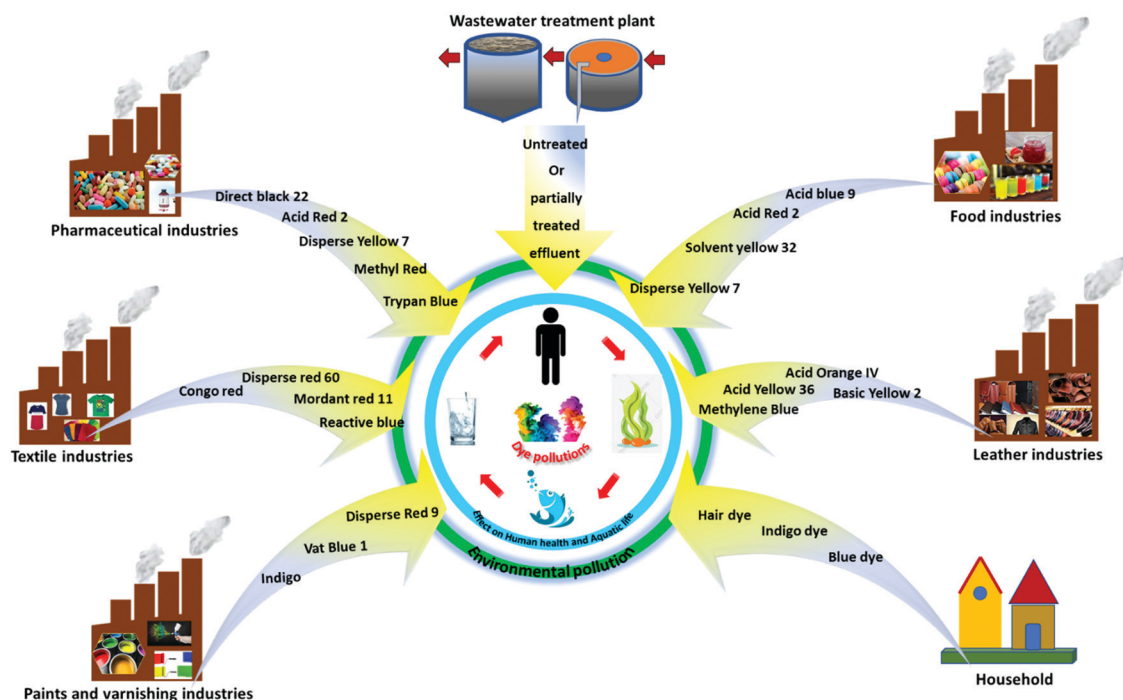 Wastewater treatment plant
Untreated
Or
partially
treated
effluent
Pharmaceutical industries
Direct black 22
Acid Red 2
Disperse Yellow 7
Methyl Red
Trypan Blue
Food industries
Acid blue 9
Acid Red 2
Solvent yellow 32
Disperse Yellow 7
Textile industries
Congo red
Disperse red 60
Mordant red 11
Reactive blue
Leather industries
Acid Orange IV
Basic Yellow 2
Acid Yellow 36
Methylene Blue
Dye pollutions
Effect on Human health and Aquatic life
Environmental pollution
Paints and varnishing industries
Disperse Red 9
Vat Blue 1
Indigo
Household
Hair dye
Indigo dye
Blue dye